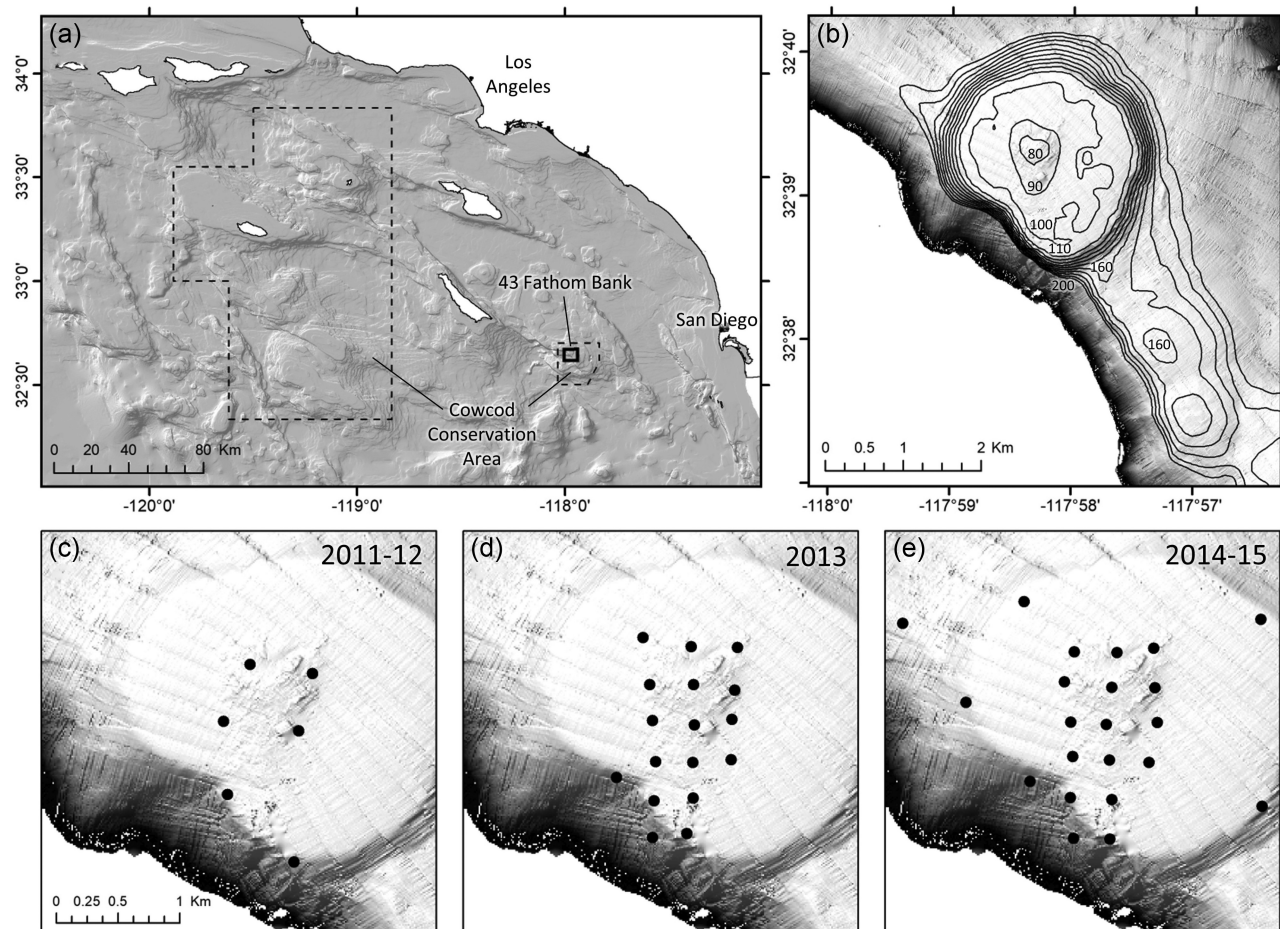 (a)
Los
Angeles
34°0'
33°30'
33°0'
32°30'
43 Fathom Bank
San Diego
Cowcod
Conservation
Area
0 20 40 80 Km
-120°0' -119°0' -118°0'
(b)
32°40'
32°39'
32°38'
80
90
100
110
160
200
160
0 0.5 1 2 Km
-118°0' -117°59' -117°58' -117°57'
(c) 2011-12
0 0.25 0.5 1 Km
(d) 2013
(e) 2014-15